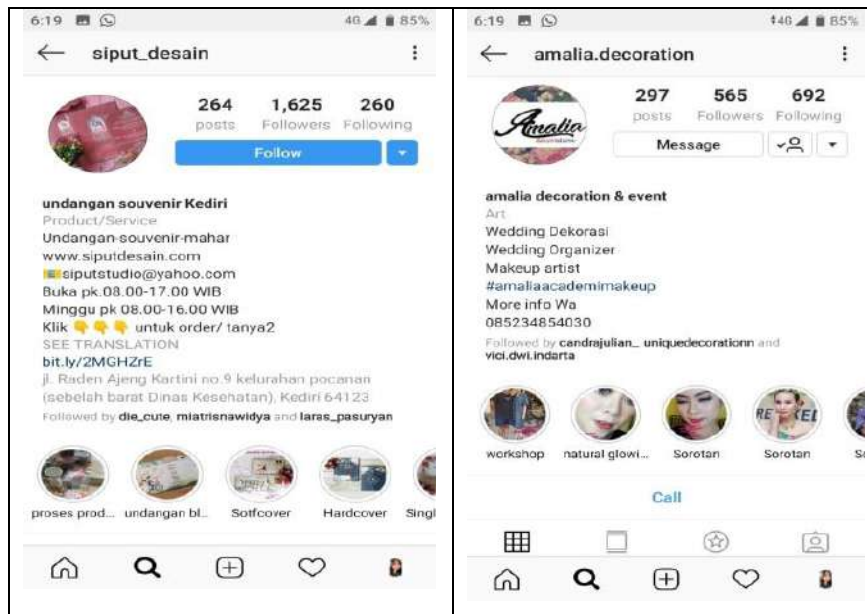 6:19 4G 85%
siput_desain
264 1,625 260
posts Followers Following
Follow
undangan souvenir Kediri
Product/Service
Undangan-souvenir-mahar
www.siputdesain.com
📧siputstudio@yahoo.com
Buka pk.08.00-17.00 WIB
Minggu pk 08.00-16.00 WIB
Klik 👇👇👇 untuk order/ tanya2
SEE TRANSLATION
bit.ly/2MGHZrE
jl. Raden Ajeng Kartini no.9 kelurahan pocanan
(sebelah barat Dinas Kesehatan), Kediri 64123
Followed by die_cute, miatrisnawidya and laras_pasuryan
proses prod... undangan bl... Sotfcover Hardcover Singl
6:19 4G 85%
amalia.decoration
Amalia
297 565 692
posts Followers Following
Message
amalia decoration & event
Art
Wedding Dekorasi
Wedding Organizer
Makeup artist
#amaliaacademimakeup
More info Wa
085234854030
Followed by candrajulian_ uniquedecorationn and
vici.dwi.indarta
workshop natural glowi... Sorotan Sorotan So
Call